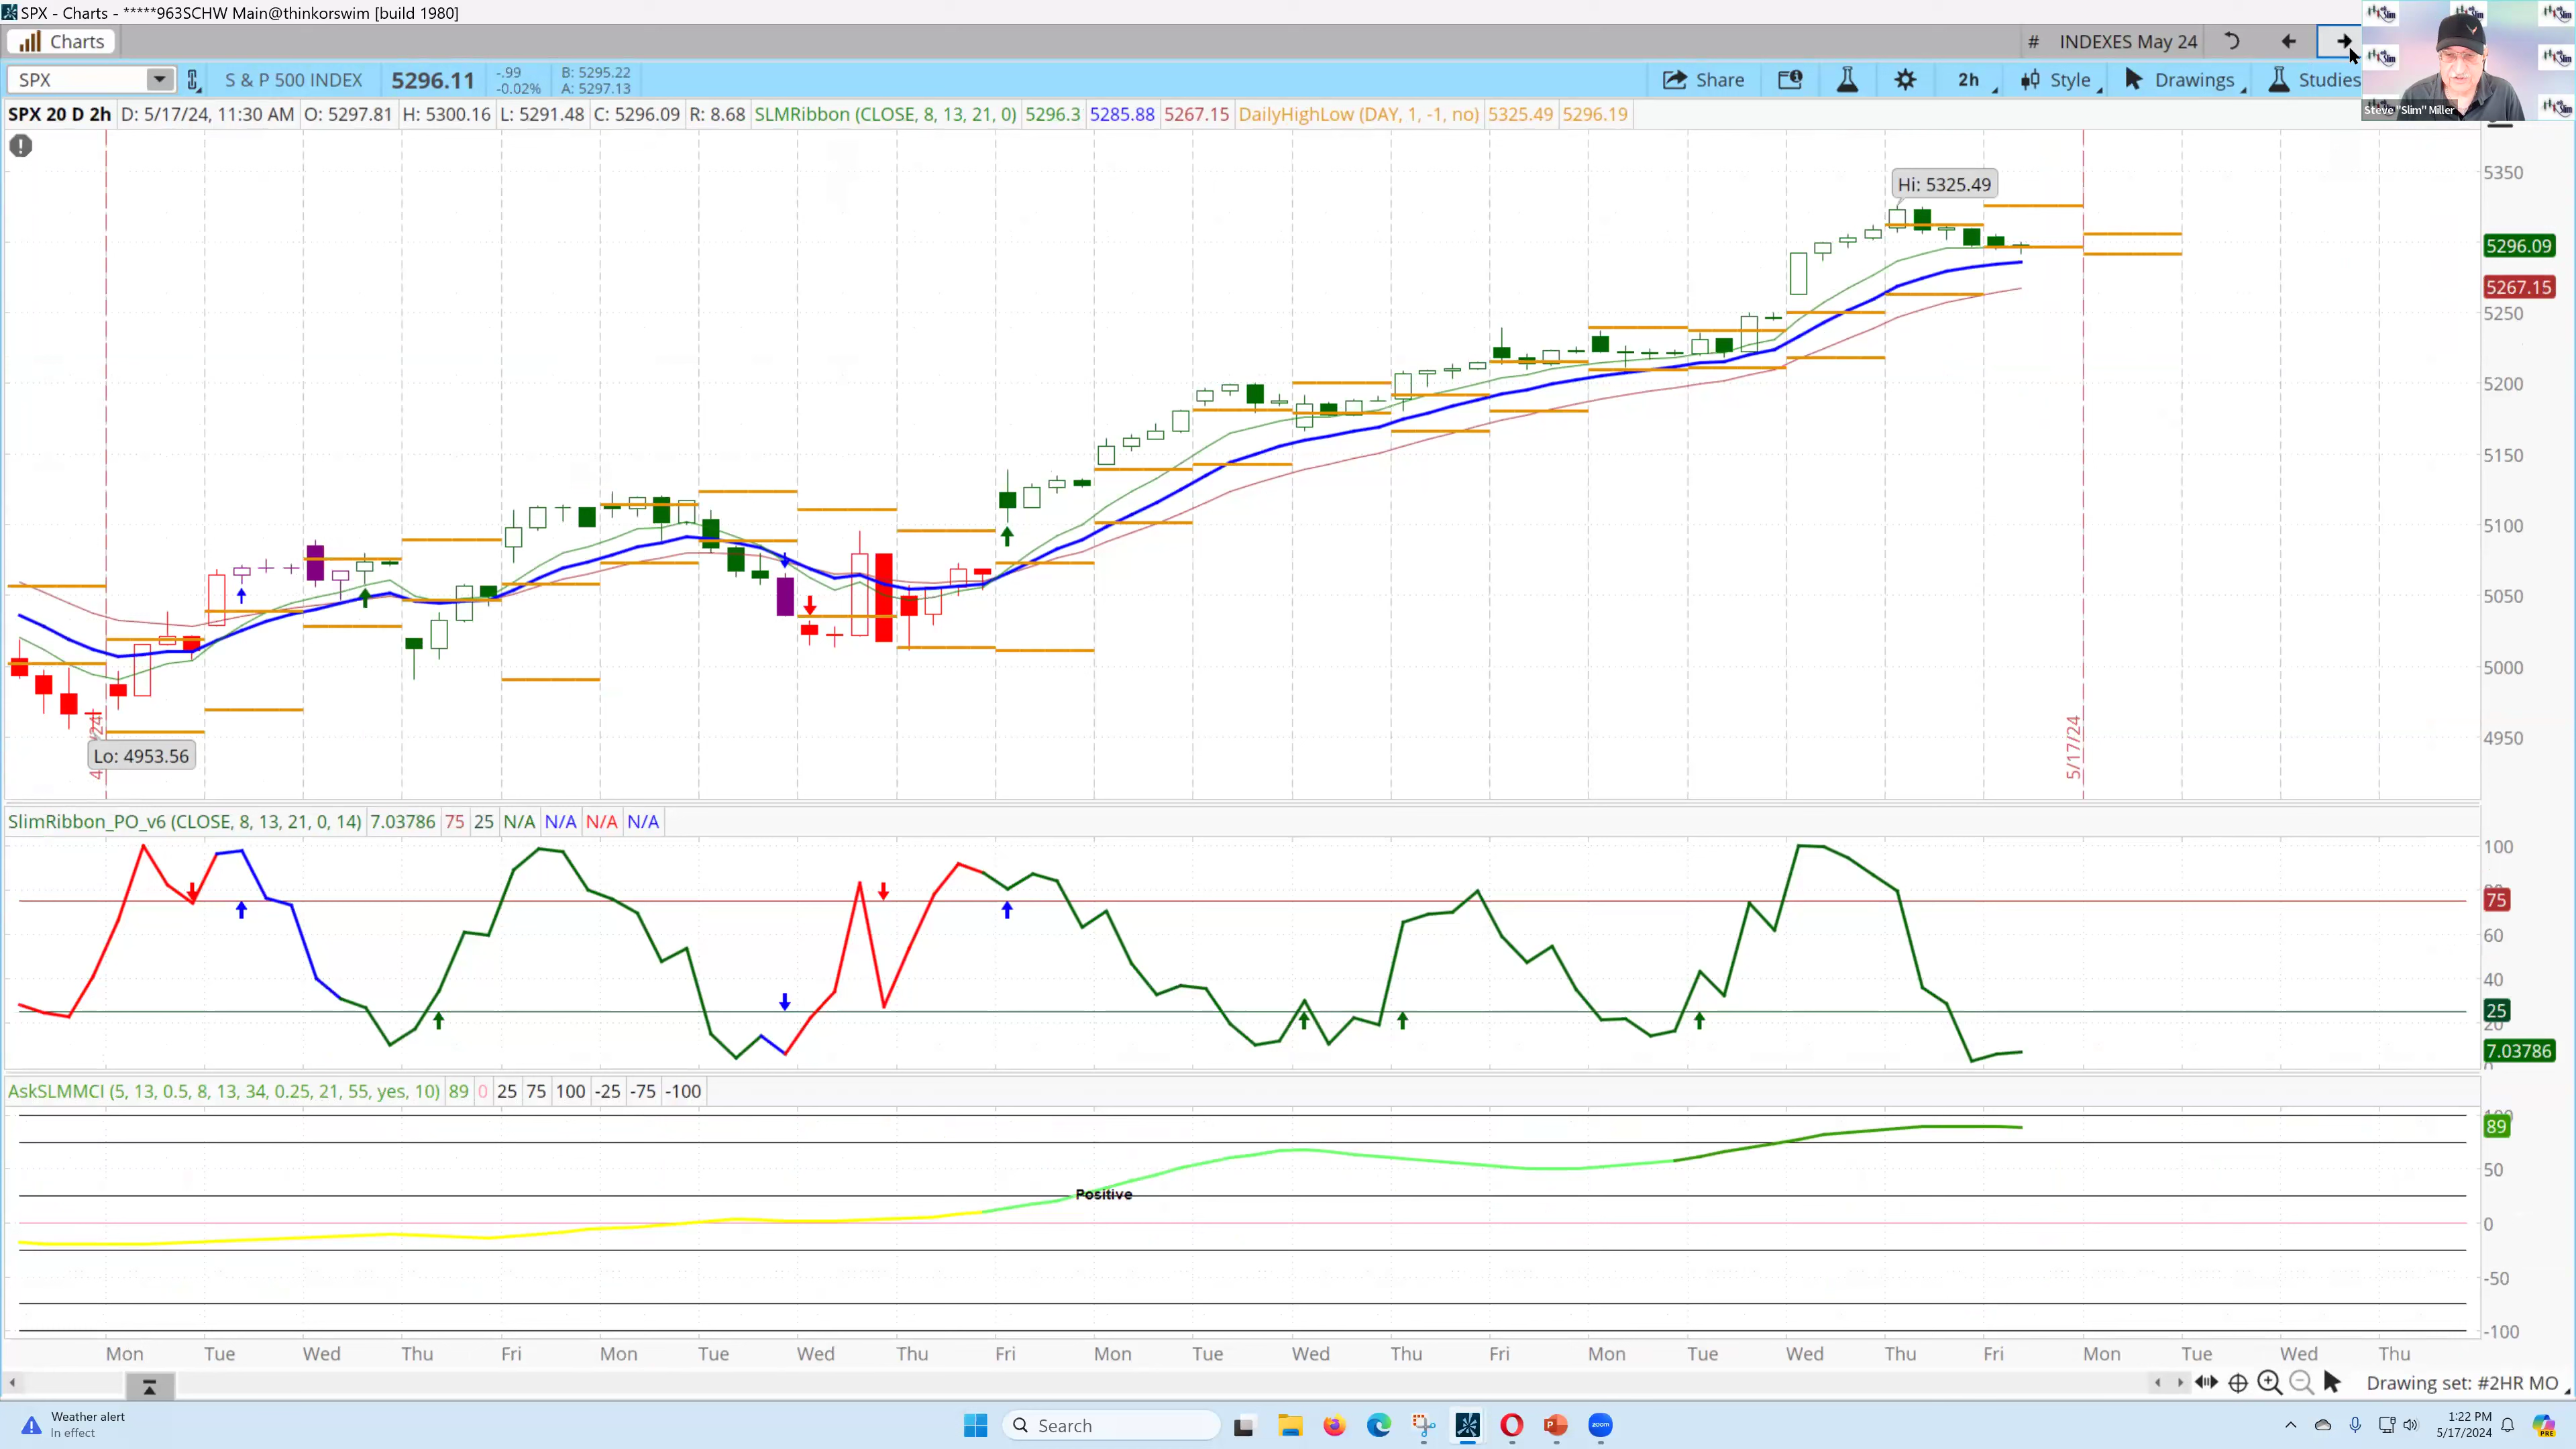 SPX - Charts - *****963SCHW Main@thinkorswim [build 1980]
Charts
# INDEXES May 24
SPX
S & P 500 INDEX 5296.11
-.99
-0.02%
B: 5295.22
A: 5297.13
Share 2h Style Drawings Studies
Steve "Slim" Miller
SPX 20 D 2h D: 5/17/24, 11:30 AM O: 5297.81 H: 5300.16 L: 5291.48 C: 5296.09 R: 8.68 SLMRibbon (CLOSE, 8, 13, 21, 0) 5296.3 5285.88 5267.15 DailyHighLow (DAY, 1, -1, no) 5325.49 5296.19
Hi: 5325.49
5350
5296.09
5267.15
5250
5200
5150
5100
5050
5000
4950
Lo: 4953.56
5/17/24
SlimRibbon_PO_v6 (CLOSE, 8, 13, 21, 0, 14) 7.03786 75 25 N/A N/A N/A N/A
100
75
60
40
25
20
7.03786
0
AskSLMMCI (5, 13, 0.5, 8, 13, 34, 0.25, 21, 55, yes, 10) 89 0 25 75 100 -25 -75 -100
100
89
50
0
-50
-100
Positive
Mon Tue Wed Thu Fri Mon Tue Wed Thu Fri Mon Tue Wed Thu Fri Mon Tue Wed Thu Fri Mon Tue Wed Thu
Drawing set: #2HR MO
Weather alert
In effect
Search
zoom
1:22 PM
5/17/2024
PRE